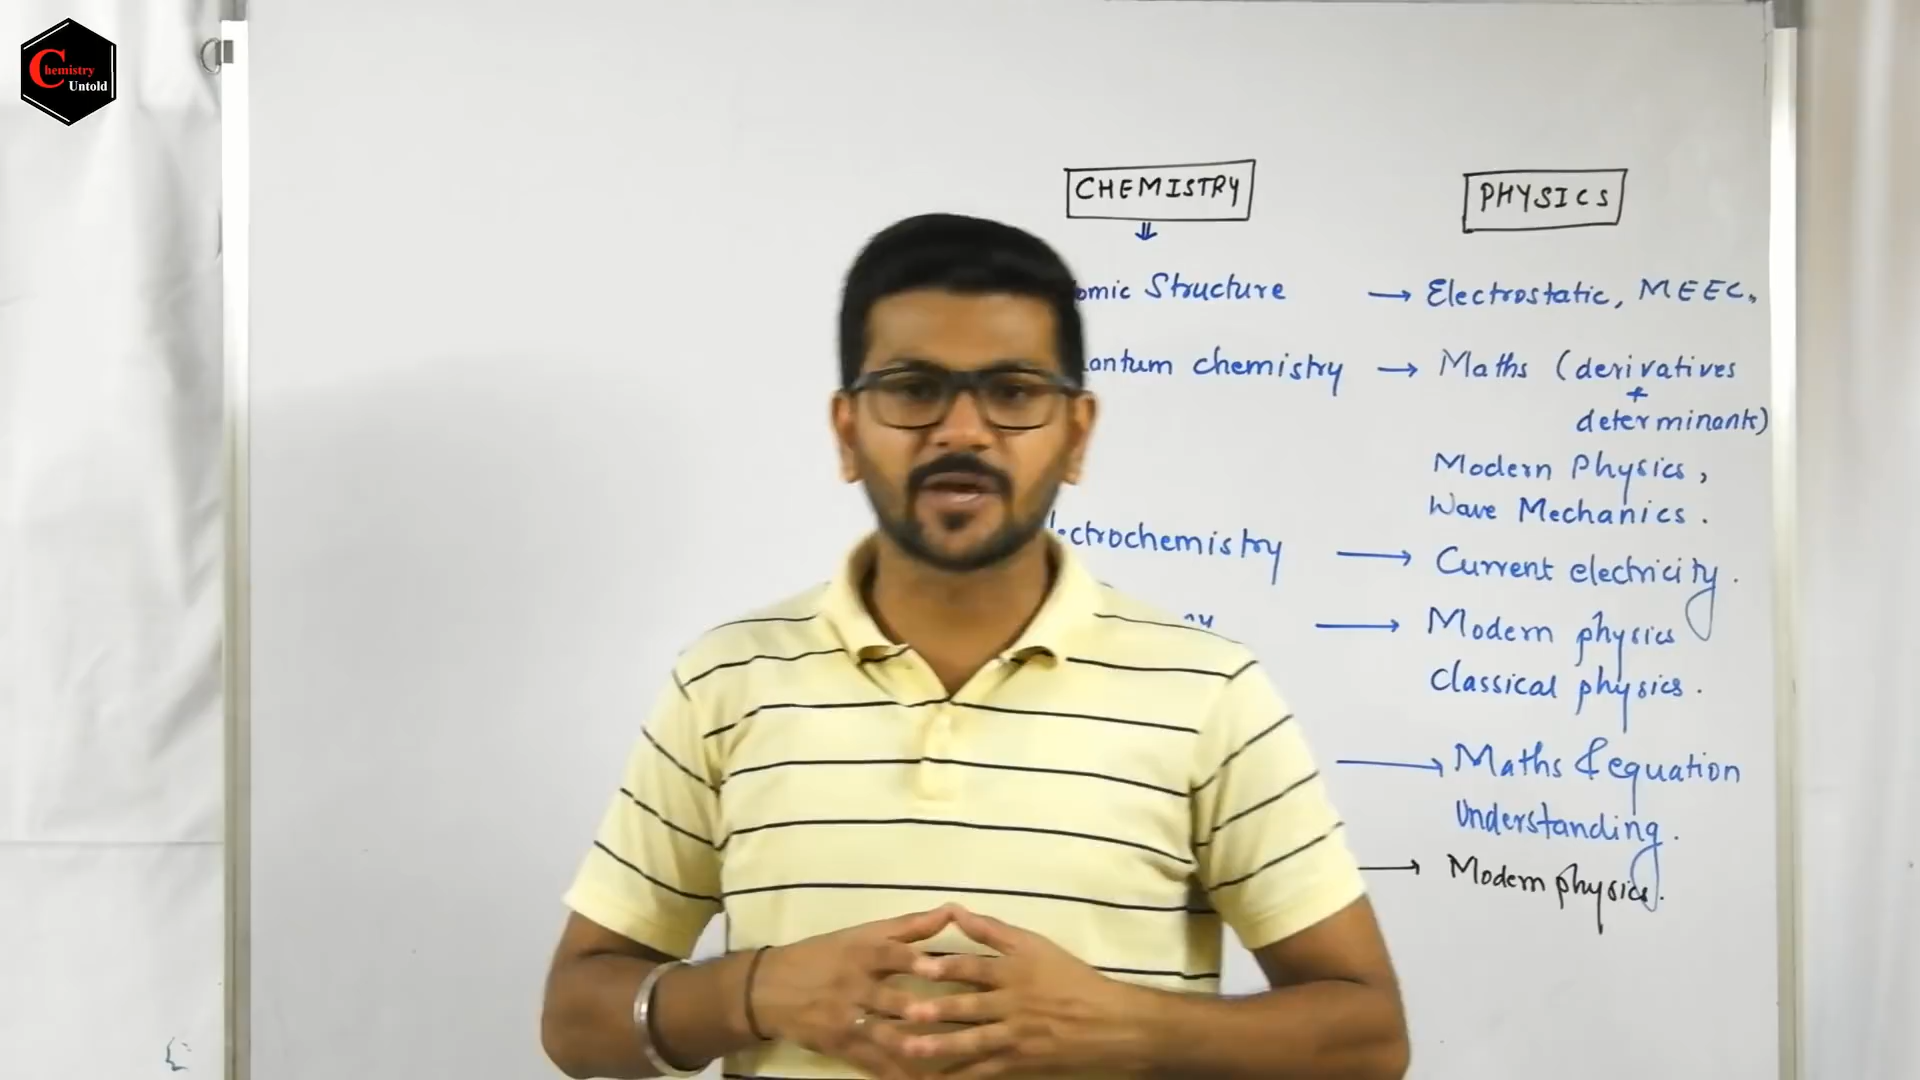 Chemistry
Untold
CHEMISTRY
PHYSICS
⇓
omic Structure → Electrostatic, MEEC.
antum chemistry → Maths (derivatives
+
determinants)
Modern Physics,
Wave Mechanics.
ectrochemistry → Current electricity.
→ Modern physics
Classical physics.
→ Maths & equation
Understanding.
→ Modern physics.